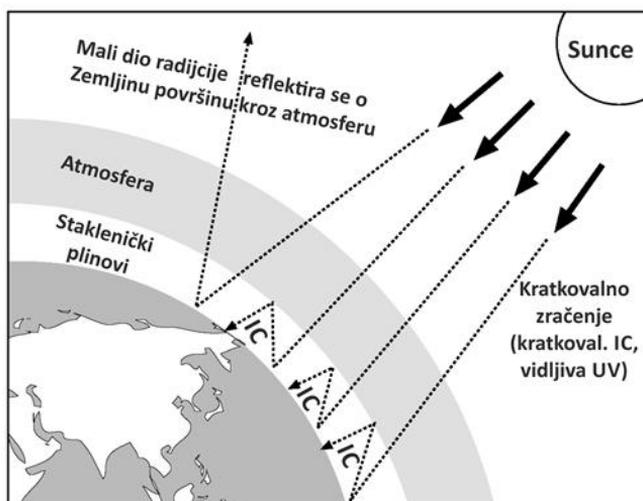 Sunce
Mali dio radijcije reflektira se o
Zemljinu površinu kroz atmosferu
Atmosfera
Staklenički
plinovi
Kratkovalno
zračenje
(kratkoval. IC,
vidljiva UV)
IC
IC
IC